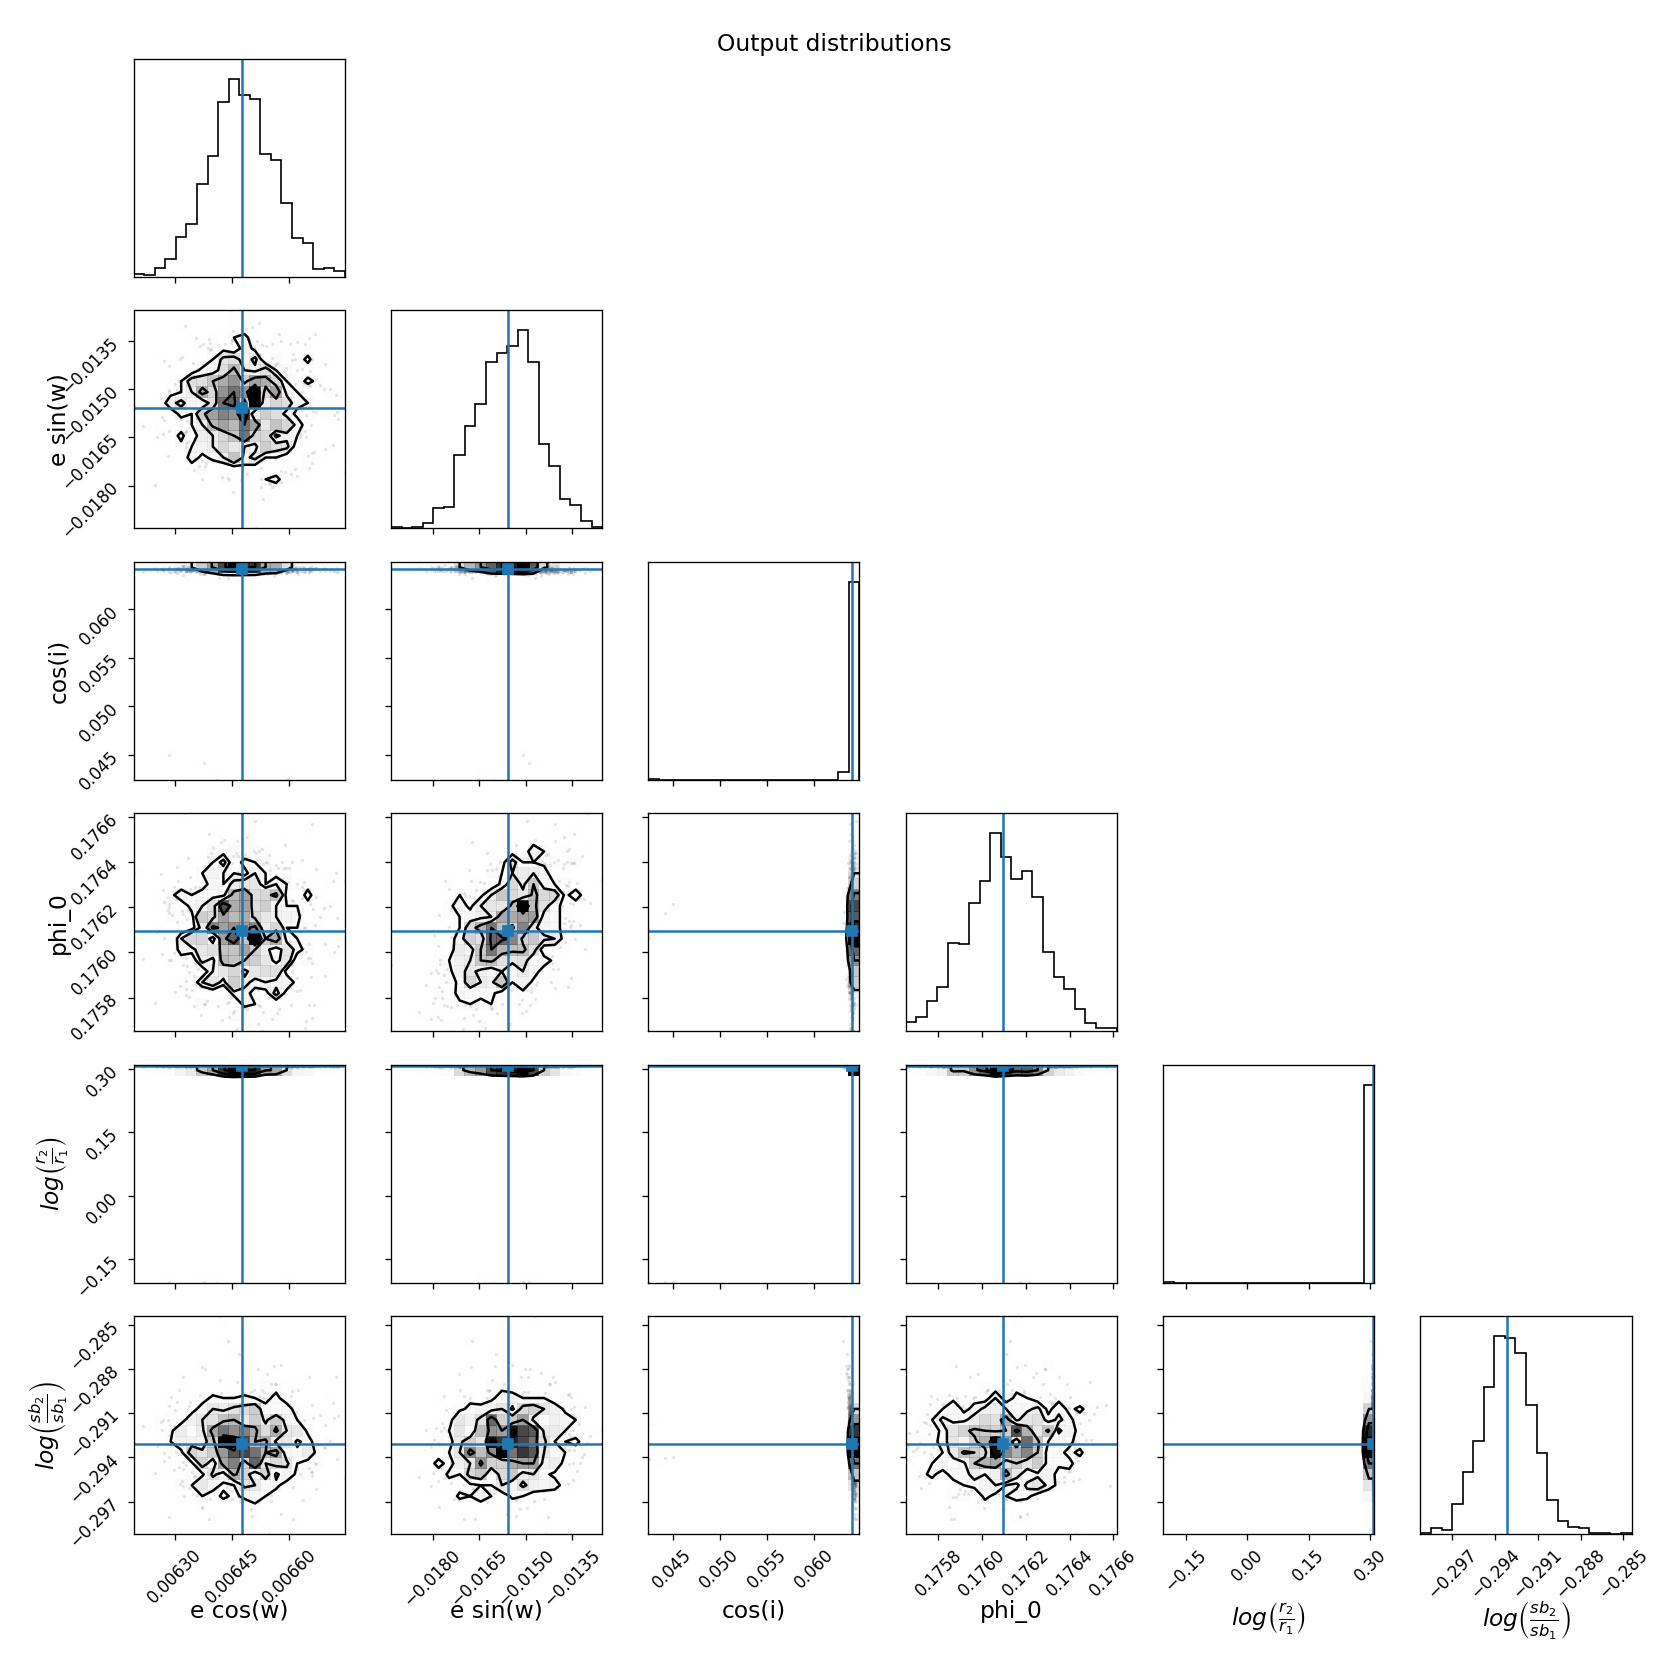 Output distributions
e sin(w)
−0.0135
−0.0150
−0.0165
−0.0180
cos(i)
0.060
0.055
0.050
0.045
phi_0
0.1766
0.1764
0.1762
0.1760
0.1758
log(r₂/r₁)
0.30
0.15
0.00
−0.15
log(sb₂/sb₁)
−0.285
−0.288
−0.291
−0.294
−0.297
0.00630 0.00645 0.00660
−0.0180 −0.0165 −0.0150 −0.0135
0.045 0.050 0.055 0.060
0.1758 0.1760 0.1762 0.1764 0.1766
−0.15 0.00 0.15 0.30
−0.297 −0.294 −0.291 −0.288 −0.285
e cos(w) e sin(w) cos(i) phi_0 log(r₂/r₁) log(sb₂/sb₁)